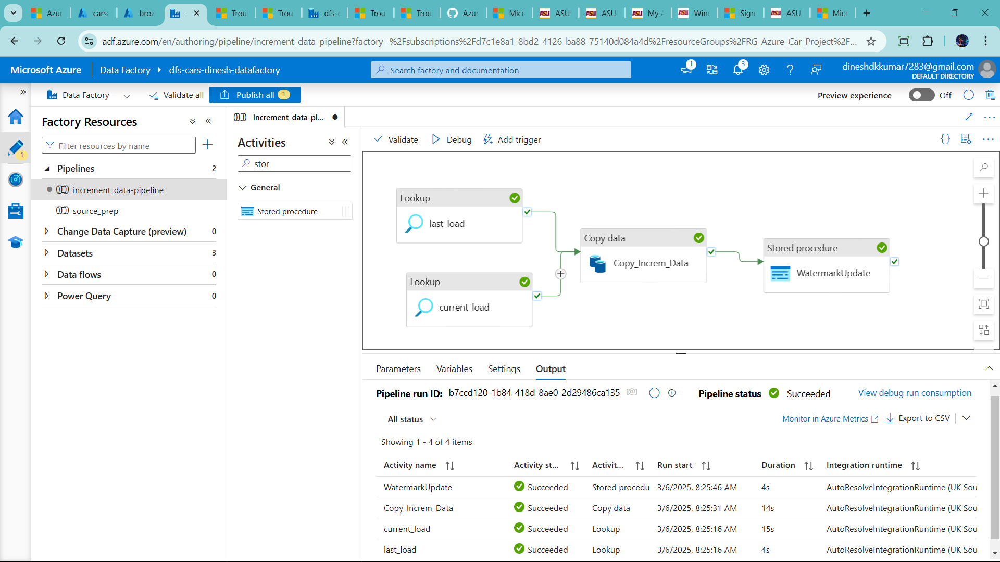 Azur
carsa
broz
Trou
Trou
dfs-c
Trou
Trou
Azur
Micr
ASU
ASU
My A
Winc
Sign
ASU
Micr
adf.azure.com/en/authoring/pipeline/increment_data-pipeline?factory=%2Fsubscriptions%2Fd7c1e8a1-8bd2-4126-ba88-75140d084a4d%2FresourceGroups%2FRG_Azure_Car_Project%2F...
Microsoft Azure
Data Factory
dfs-cars-dinesh-datafactory
Search factory and documentation
1
3
dineshdkkumar7283@gmail.com
DEFAULT DIRECTORY
Data Factory
Validate all
Publish all 1
Preview experience
Off
1
Factory Resources
Filter resources by name
Pipelines 2
increment_data-pipeline
source_prep
Change Data Capture (preview) 0
Datasets 3
Data flows 0
Power Query 0
increment_data-pi...
Activities
stor
General
Stored procedure
Validate
Debug
Add trigger
Lookup
last_load
Lookup
current_load
Copy data
Copy_Increm_Data
Stored procedure
WatermarkUpdate
Parameters Variables Settings Output
Pipeline run ID: b7ccd120-1b84-418d-8ae0-2d29486ca135 [@]
Pipeline status Succeeded
View debug run consumption
All status
Monitor in Azure Metrics
Export to CSV
Showing 1 - 4 of 4 items
Activity name Activity st... Activit... Run start Duration Integration runtime
WatermarkUpdate Succeeded Stored procedu 3/6/2025, 8:25:46 AM 4s AutoResolveIntegrationRuntime (UK Sou
Copy_Increm_Data Succeeded Copy data 3/6/2025, 8:25:31 AM 14s AutoResolveIntegrationRuntime (UK Sou
current_load Succeeded Lookup 3/6/2025, 8:25:16 AM 15s AutoResolveIntegrationRuntime (UK Sou
last_load Succeeded Lookup 3/6/2025, 8:25:16 AM 4s AutoResolveIntegrationRuntime (UK Sou